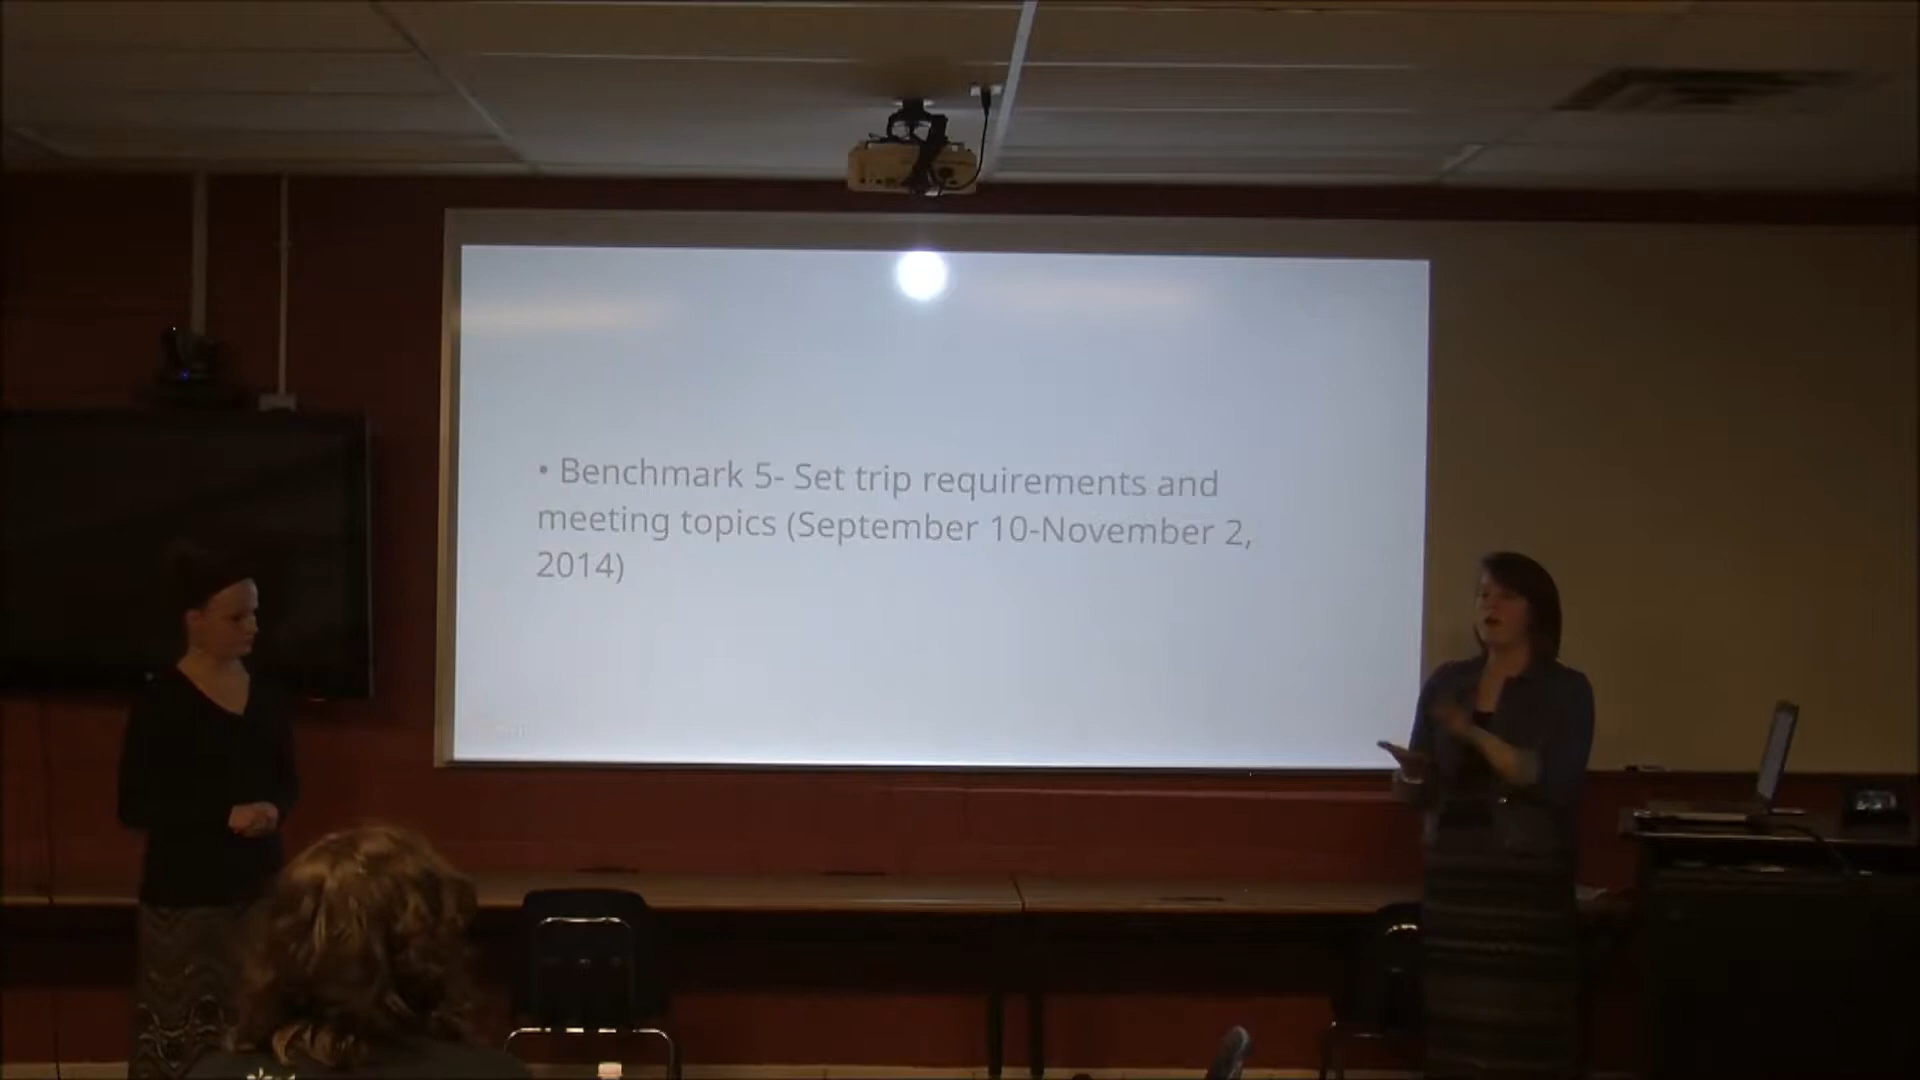 • Benchmark 5- Set trip requirements and
meeting topics (September 10-November 2,
2014)